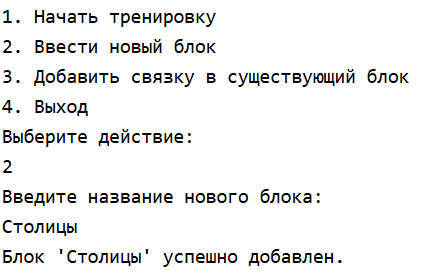 1. Начать тренировку
2. Ввести новый блок
3. Добавить связку в существующий блок
4. Выход
Выберите действие:
2
Введите название нового блока:
Столицы
Блок 'Столицы' успешно добавлен.